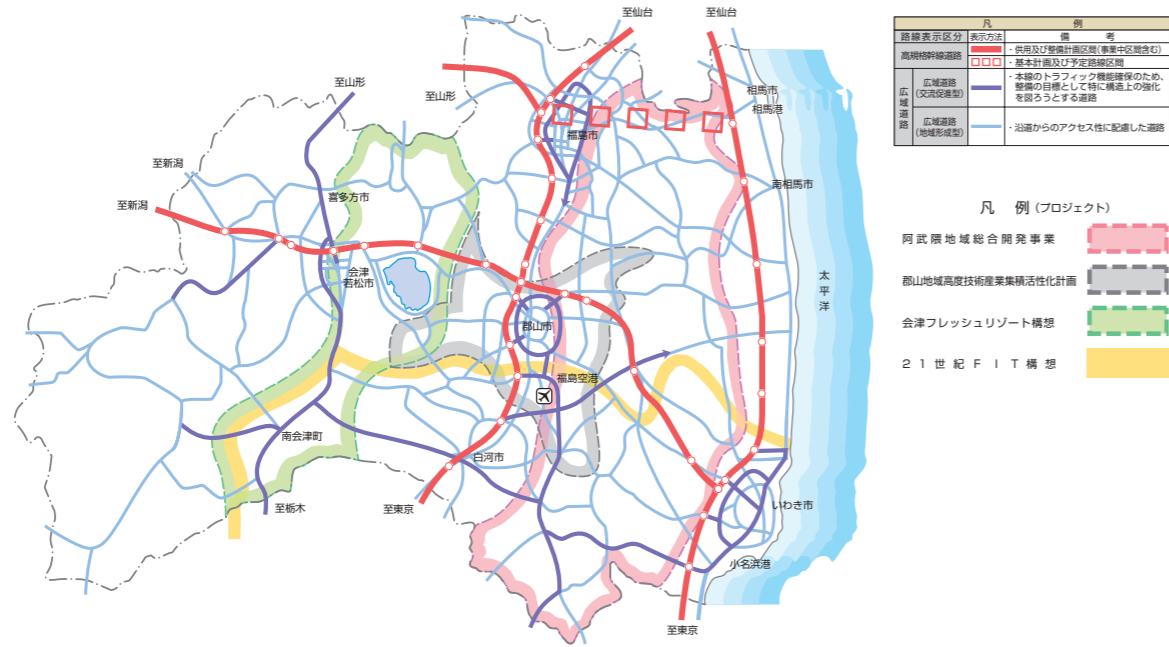 至仙台
至仙台
至山形
至山形
相馬市
相馬港
福島市
至新潟
至新潟
喜多方市
南相馬市
会津
若松市
太平洋
郡山市
福島空港
南会津町
白河市
至栃木
至東京
いわき市
小名浜港
至東京
凡 例
路線表示区分 表示方法 備 考
高規格幹線道路 ・供用及び整備計画区間(事業中区間含む)
・基本計画及び予定路線区間
広域道路
広域道路
(交流促進型)
・本線のトラフィック機能確保のため、
整備の目標として特に構造上の強化
を図ろうとする道路
広域道路
(地域形成型)
・沿道からのアクセス性に配慮した道路
凡 例(プロジェクト)
阿武隈地域総合開発事業
郡山地域高度技術産業集積活性化計画
会津フレッシュリゾート構想
21世紀FIT構想